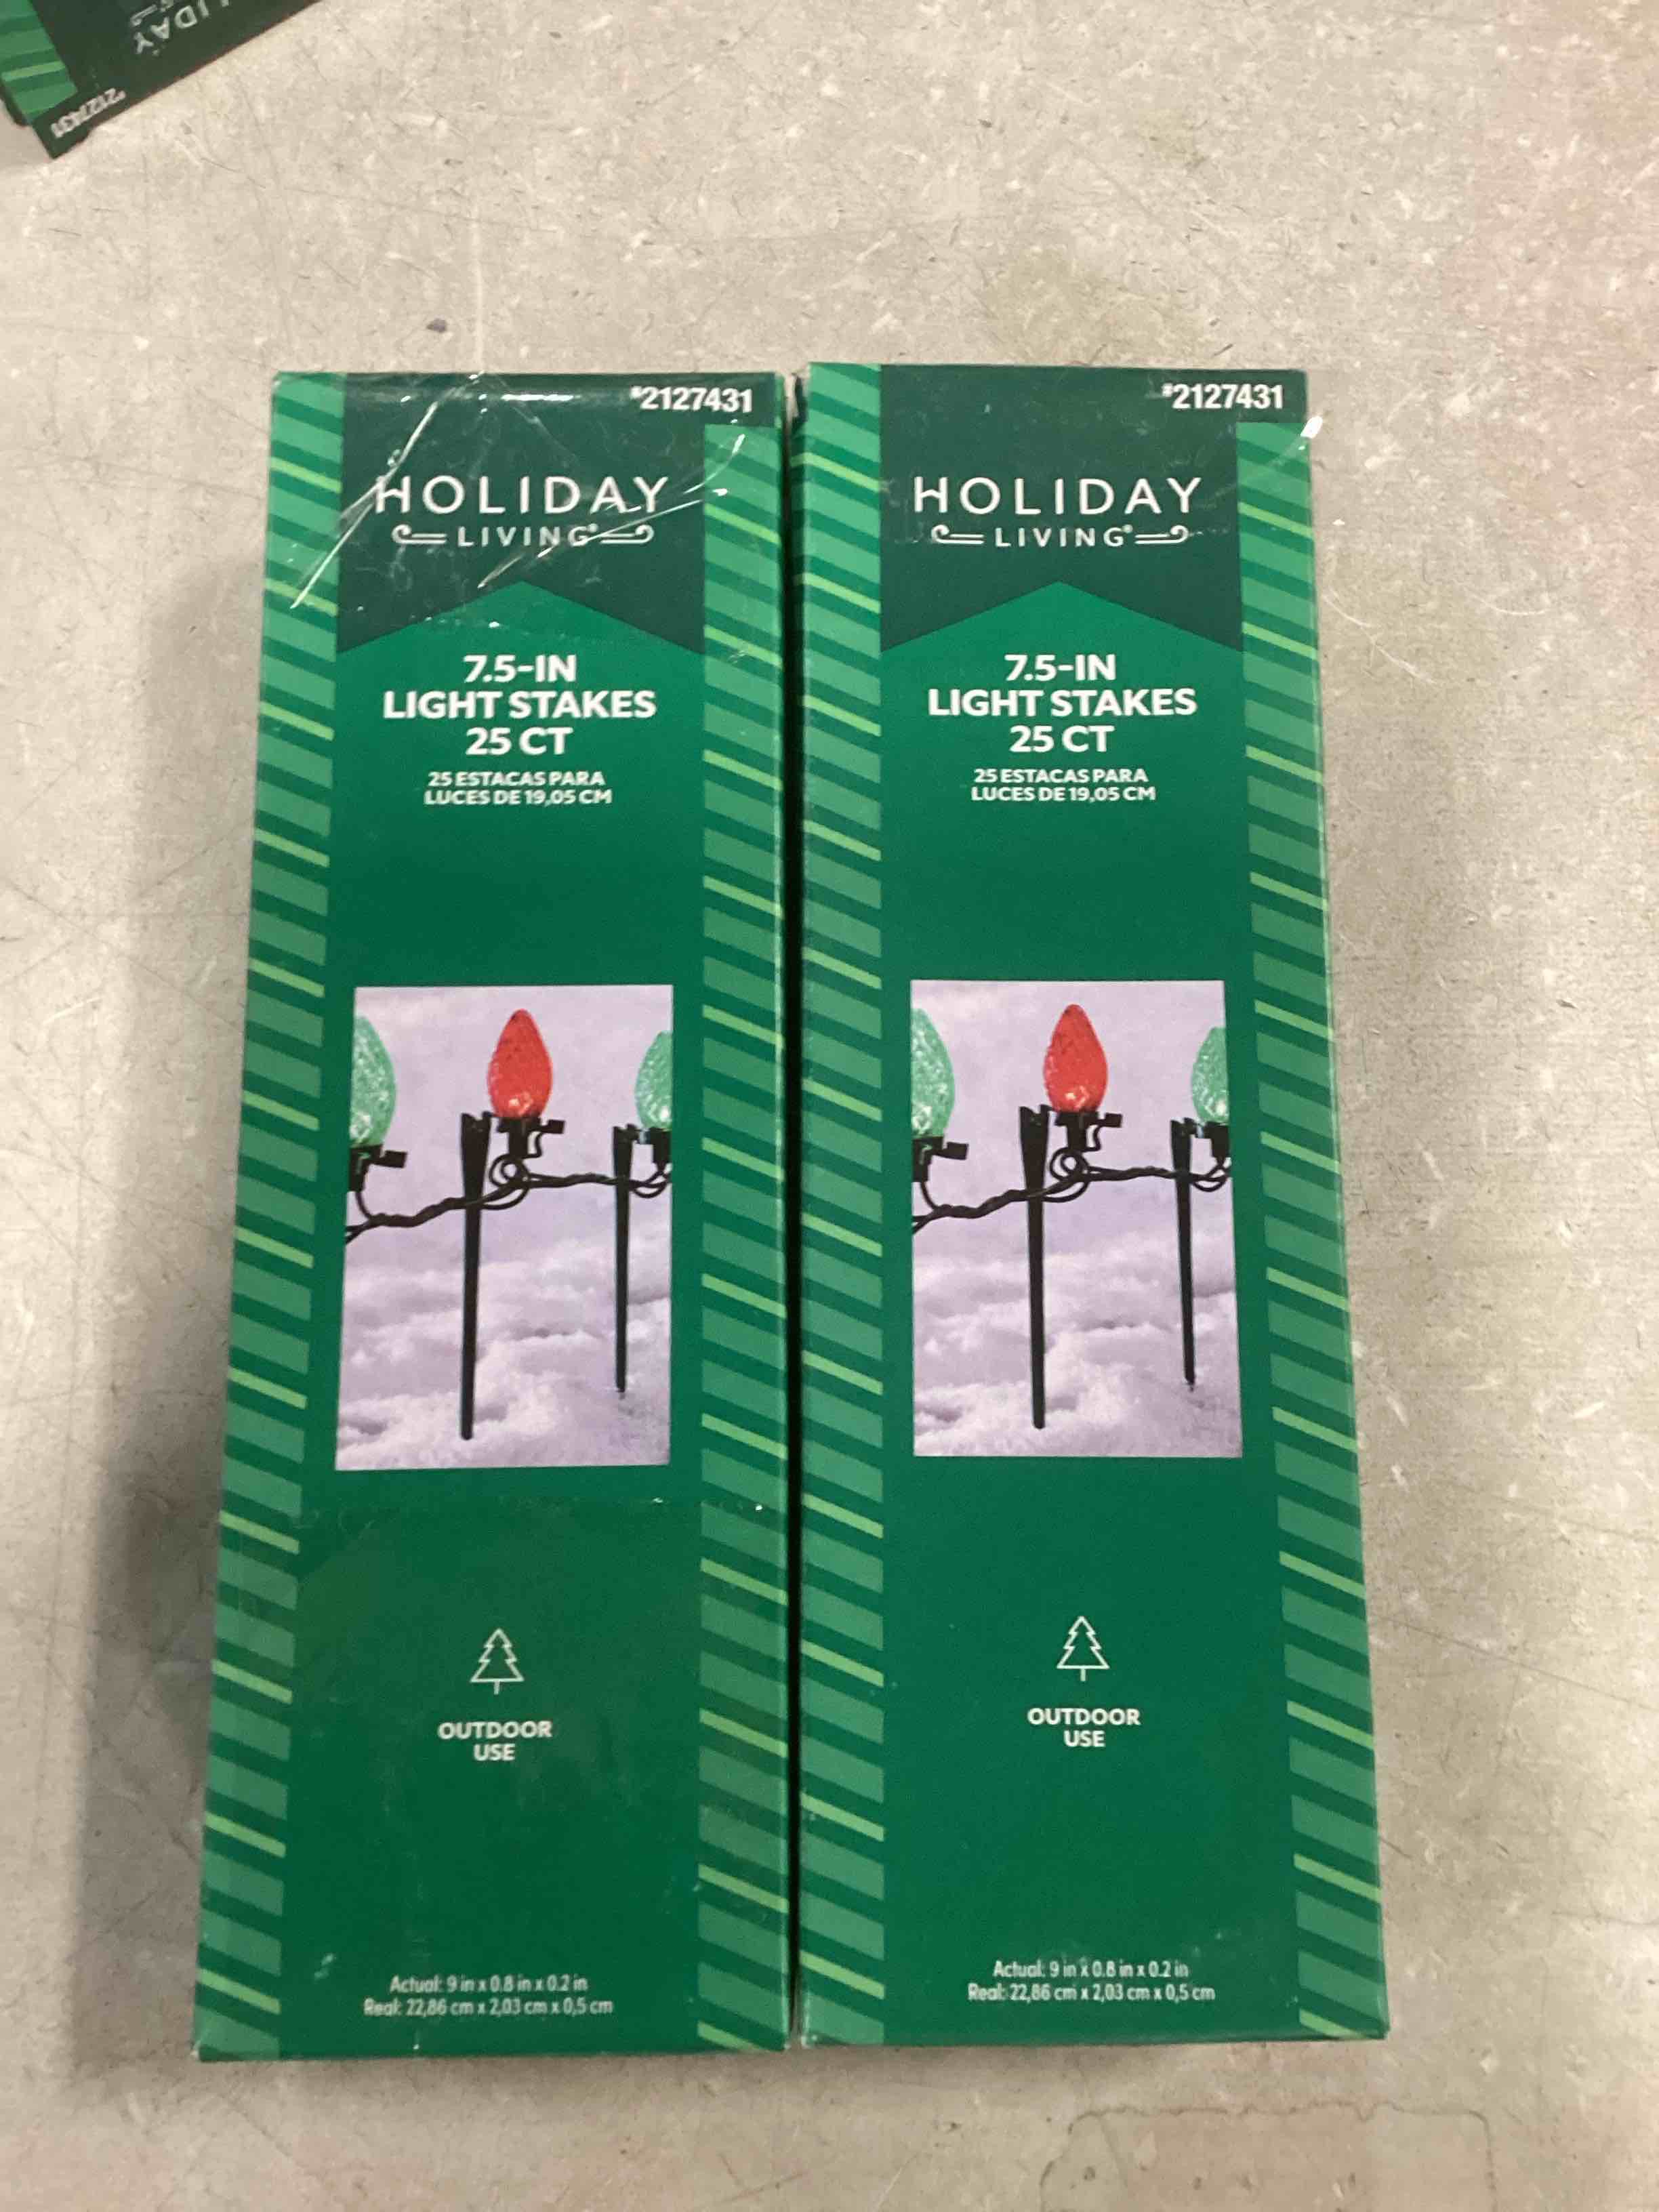 #2127431
HOLIDAY
LIVING®
7.5-IN
LIGHT STAKES
25 CT
25 ESTACAS PARA
LUCES DE 19,05 CM
OUTDOOR
USE
Actual: 9 in x 0.8 in x 0.2 in
Real: 22,86 cm x 2,03 cm x 0,5 cm
#2127431
HOLIDAY
LIVING®
7.5-IN
LIGHT STAKES
25 CT
25 ESTACAS PARA
LUCES DE 19,05 CM
OUTDOOR
USE
Actual: 9 in x 0.8 in x 0.2 in
Real: 22,86 cm x 2,03 cm x 0,5 cm
#2127431